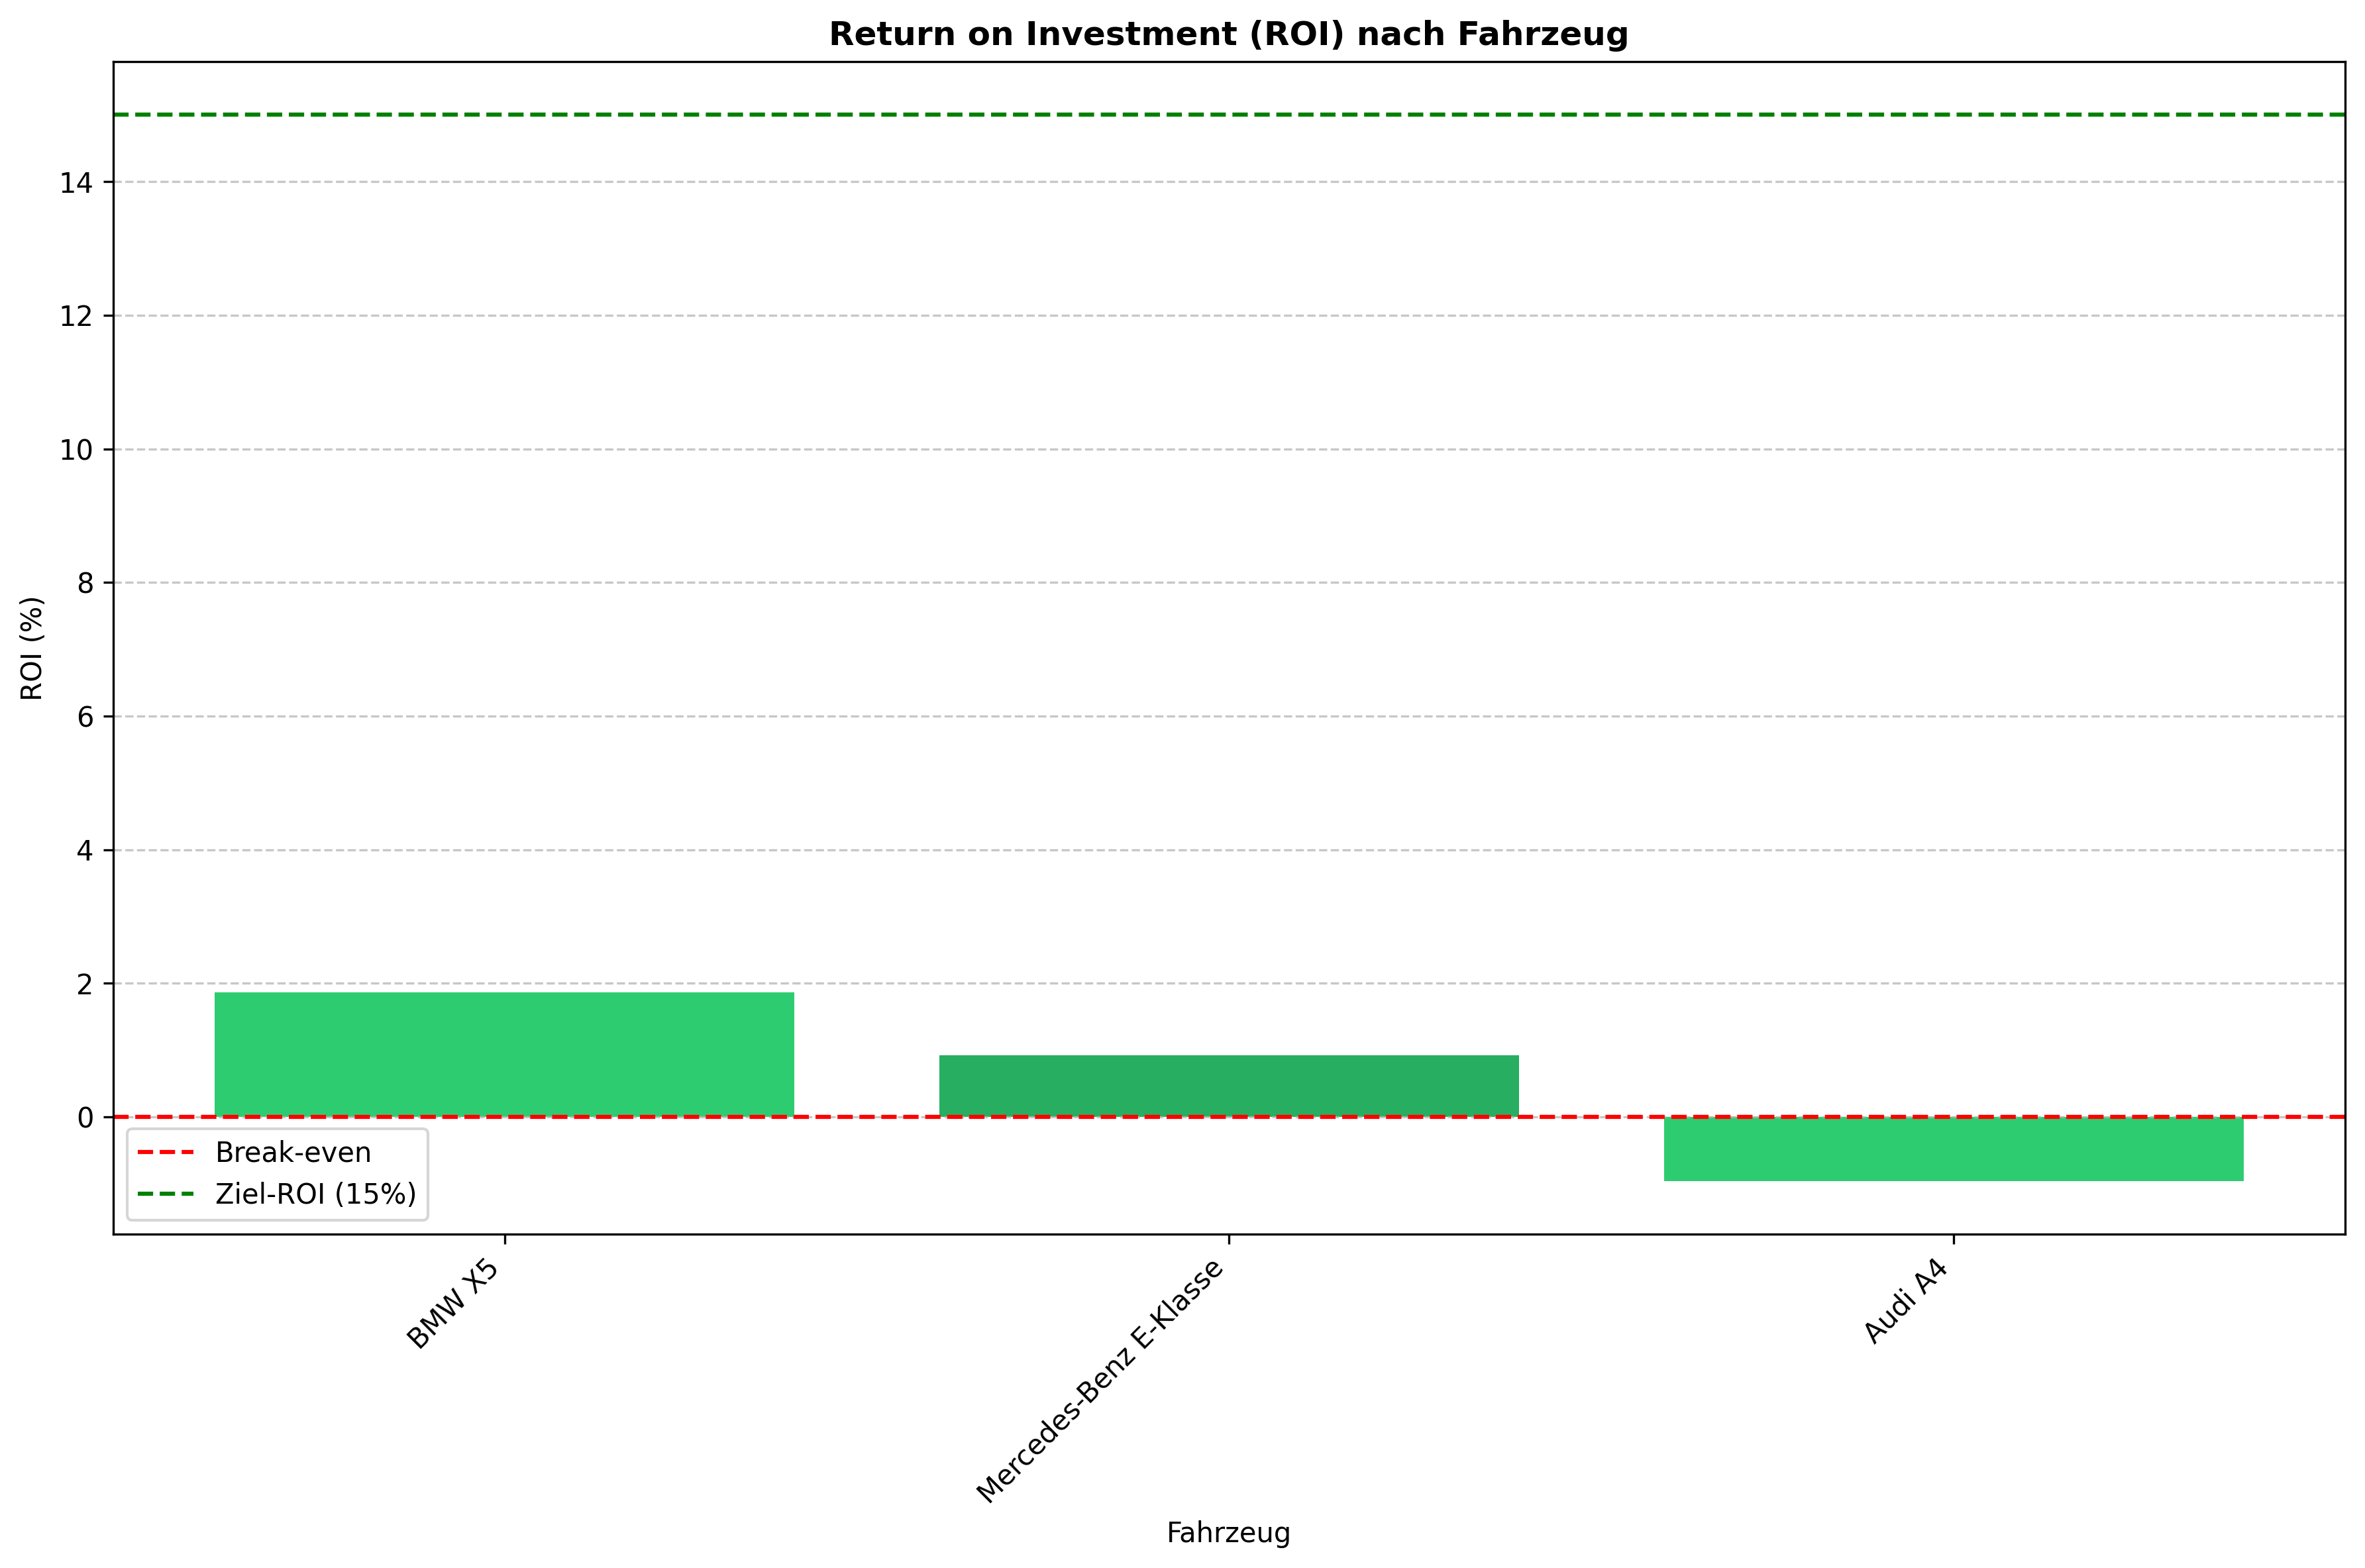 Return on Investment (ROI) nach Fahrzeug
ROI (%)
14
12
10
8
6
4
2
0
Break-even
Ziel-ROI (15%)
BMW X5
Mercedes-Benz E-Klasse
Audi A4
Fahrzeug